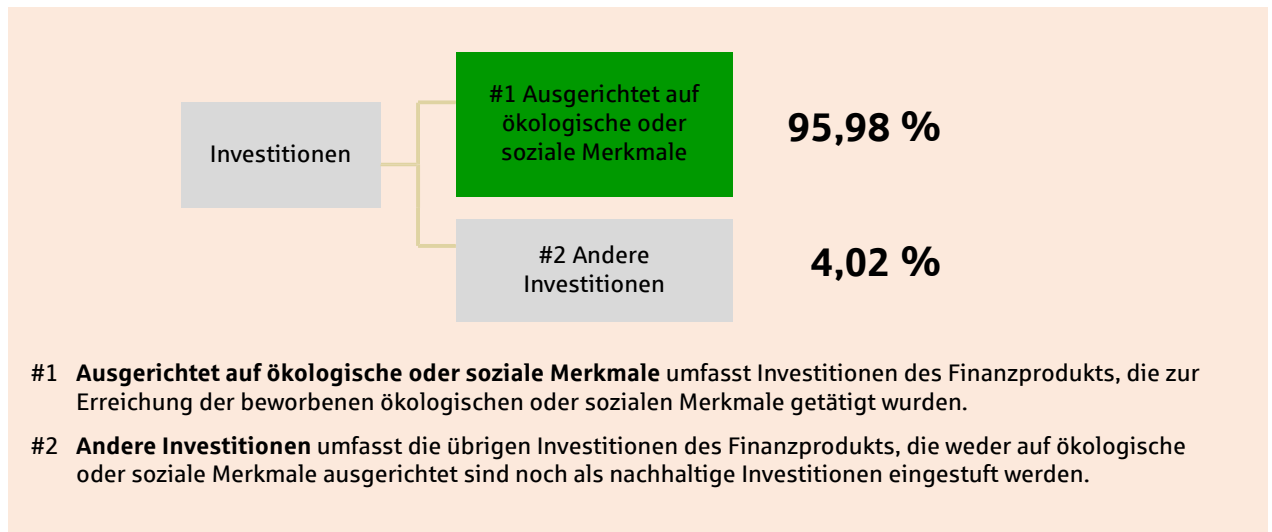 Investitionen
#1 Ausgerichtet auf
ökologische oder
soziale Merkmale
95,98 %
#2 Andere
Investitionen
4,02 %
#1 Ausgerichtet auf ökologische oder soziale Merkmale umfasst Investitionen des Finanzprodukts, die zur
Erreichung der beworbenen ökologischen oder sozialen Merkmale getätigt wurden.
#2 Andere Investitionen umfasst die übrigen Investitionen des Finanzprodukts, die weder auf ökologische
oder soziale Merkmale ausgerichtet sind noch als nachhaltige Investitionen eingestuft werden.